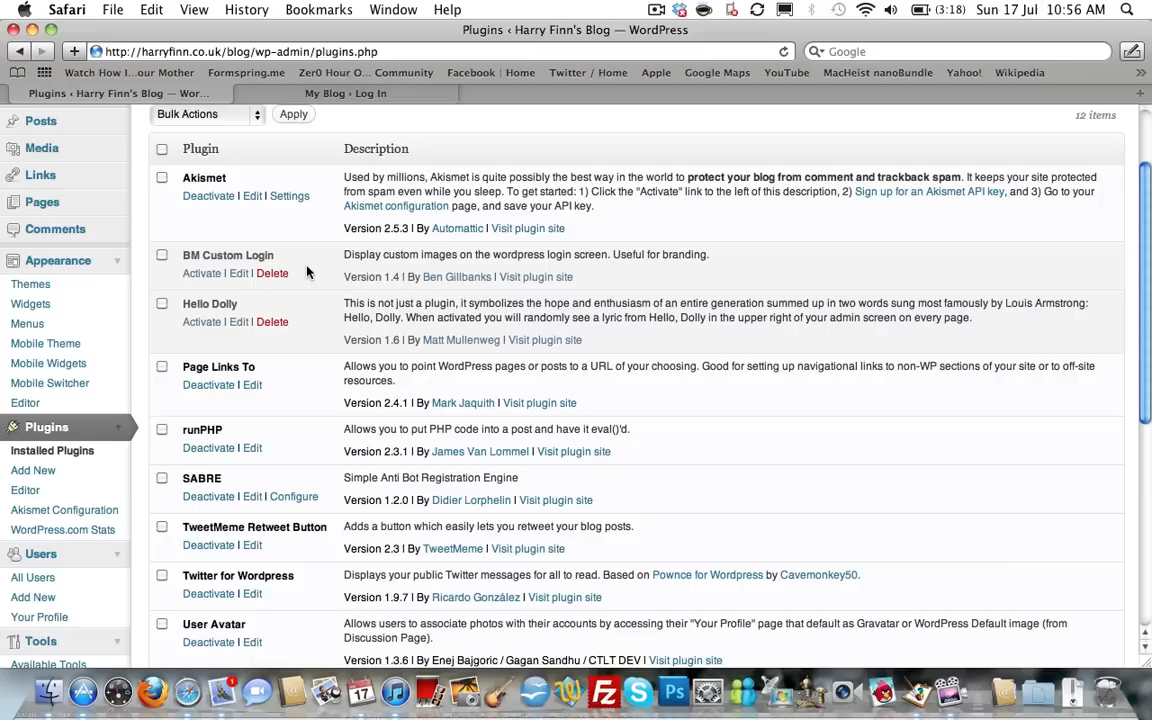 Safari File Edit View History Bookmarks Window Help (3:18) Sun 17 Jul 10:56 AM
Plugins ‹ Harry Finn's Blog — WordPress
http://harryfinn.co.uk/blog/wp-admin/plugins.php Google
Watch How I...our Mother Formspring.me Zer0 Hour O... Community Facebook | Home Twitter / Home Apple Google Maps YouTube MacHeist nanoBundle Yahoo! Wikipedia
Plugins ‹ Harry Finn's Blog — Wor... My Blog › Log In
Posts
Media
Links
Pages
Comments
Appearance
Themes
Widgets
Menus
Mobile Theme
Mobile Widgets
Mobile Switcher
Editor
Plugins
Installed Plugins
Add New
Editor
Akismet Configuration
WordPress.com Stats
Users
All Users
Add New
Your Profile
Tools
Available Tools
Bulk Actions Apply 12 items
Plugin Description
Akismet
Deactivate | Edit | Settings
Used by millions, Akismet is quite possibly the best way in the world to protect your blog from comment and trackback spam. It keeps your site protected
from spam even while you sleep. To get started: 1) Click the "Activate" link to the left of this description, 2) Sign up for an Akismet API key, and 3) Go to your
Akismet configuration page, and save your API key.
Version 2.5.3 | By Automattic | Visit plugin site
BM Custom Login
Activate | Edit | Delete
Display custom images on the wordpress login screen. Useful for branding.
Version 1.4 | By Ben Gillbanks | Visit plugin site
Hello Dolly
Activate | Edit | Delete
This is not just a plugin, it symbolizes the hope and enthusiasm of an entire generation summed up in two words sung most famously by Louis Armstrong:
Hello, Dolly. When activated you will randomly see a lyric from Hello, Dolly in the upper right of your admin screen on every page.
Version 1.6 | By Matt Mullenweg | Visit plugin site
Page Links To
Deactivate | Edit
Allows you to point WordPress pages or posts to a URL of your choosing. Good for setting up navigational links to non-WP sections of your site or to off-site
resources.
Version 2.4.1 | By Mark Jaquith | Visit plugin site
runPHP
Deactivate | Edit
Allows you to put PHP code into a post and have it eval()'d.
Version 2.3.1 | By James Van Lommel | Visit plugin site
SABRE
Deactivate | Edit | Configure
Simple Anti Bot Registration Engine
Version 1.2.0 | By Didier Lorphelin | Visit plugin site
TweetMeme Retweet Button
Deactivate | Edit
Adds a button which easily lets you retweet your blog posts.
Version 2.3 | By TweetMeme | Visit plugin site
Twitter for Wordpress
Deactivate | Edit
Displays your public Twitter messages for all to read. Based on Pownce for Wordpress by Cavemonkey50.
Version 1.9.7 | By Ricardo González | Visit plugin site
User Avatar
Deactivate | Edit
Allows users to associate photos with their accounts by accessing their "Your Profile" page that default as Gravatar or WordPress Default image (from
Discussion Page).
Version 1.3.6 | By Enej Bajgoric / Gagan Sandhu / CTLT DEV | Visit plugin site
1
17
Fz
S
Ps